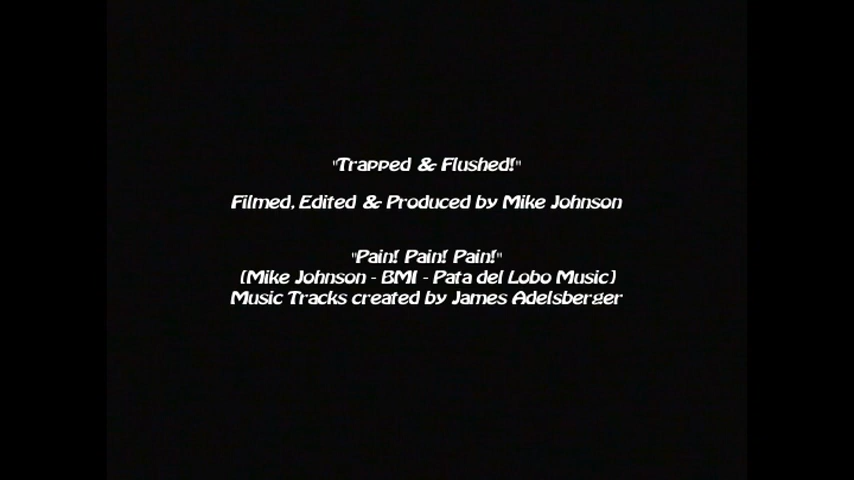 "Trapped & Flushed!"
Filmed, Edited & Produced by Mike Johnson
"Pain! Pain! Pain!"
(Mike Johnson - BMI - Pata del Lobo Music)
Music Tracks created by James Adelsberger